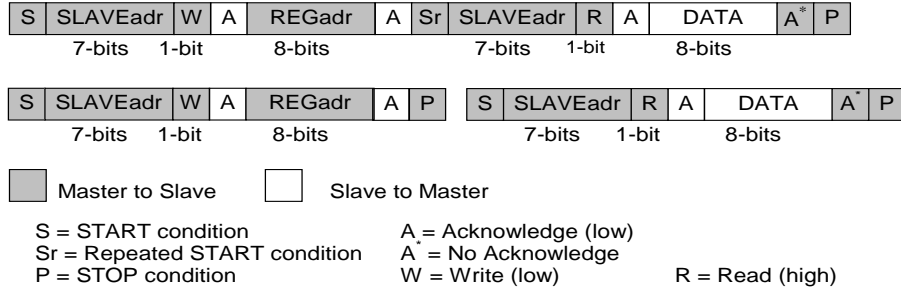 S SLAVEadr W A REGadr A Sr SLAVEadr R A DATA A* P
7-bits 1-bit 8-bits 7-bits 1-bit 8-bits
S SLAVEadr W A REGadr A P S SLAVEadr R A DATA A* P
7-bits 1-bit 8-bits 7-bits 1-bit 8-bits
Master to Slave Slave to Master
S = START condition A = Acknowledge (low)
Sr = Repeated START condition A* = No Acknowledge
P = STOP condition W = Write (low) R = Read (high)